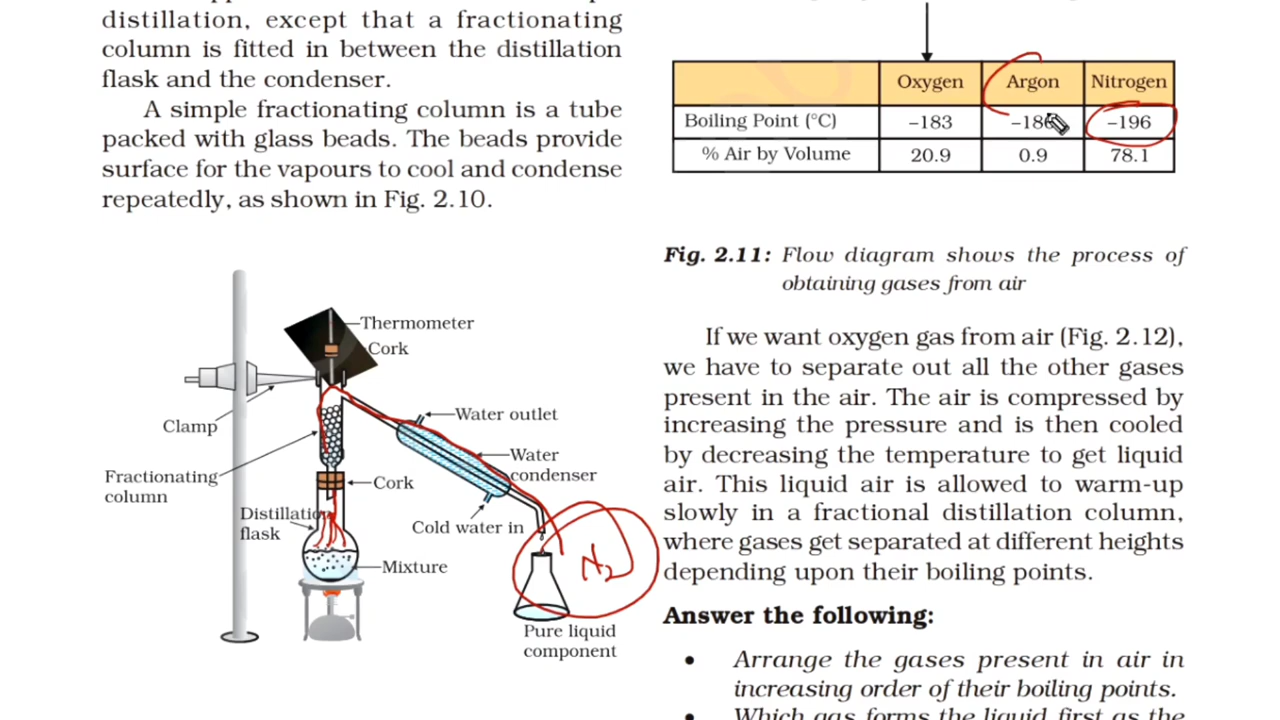 distillation, except that a fractionating
column is fitted in between the distillation
flask and the condenser.
A simple fractionating column is a tube
packed with glass beads. The beads provide
surface for the vapours to cool and condense
repeatedly, as shown in Fig. 2.10.
Thermometer
Cork
Clamp
Water outlet
Water
condenser
Fractionating
column
Cork
Distillation
flask
Cold water in
Mixture
N2
Pure liquid
component
Oxygen Argon Nitrogen
Boiling Point (°C) –183 –186 –196
% Air by Volume 20.9 0.9 78.1
Fig. 2.11: Flow diagram shows the process of
obtaining gases from air
If we want oxygen gas from air (Fig. 2.12),
we have to separate out all the other gases
present in the air. The air is compressed by
increasing the pressure and is then cooled
by decreasing the temperature to get liquid
air. This liquid air is allowed to warm-up
slowly in a fractional distillation column,
where gases get separated at different heights
depending upon their boiling points.
Answer the following:
• Arrange the gases present in air in
increasing order of their boiling points.
• Which gas forms the liquid first as the